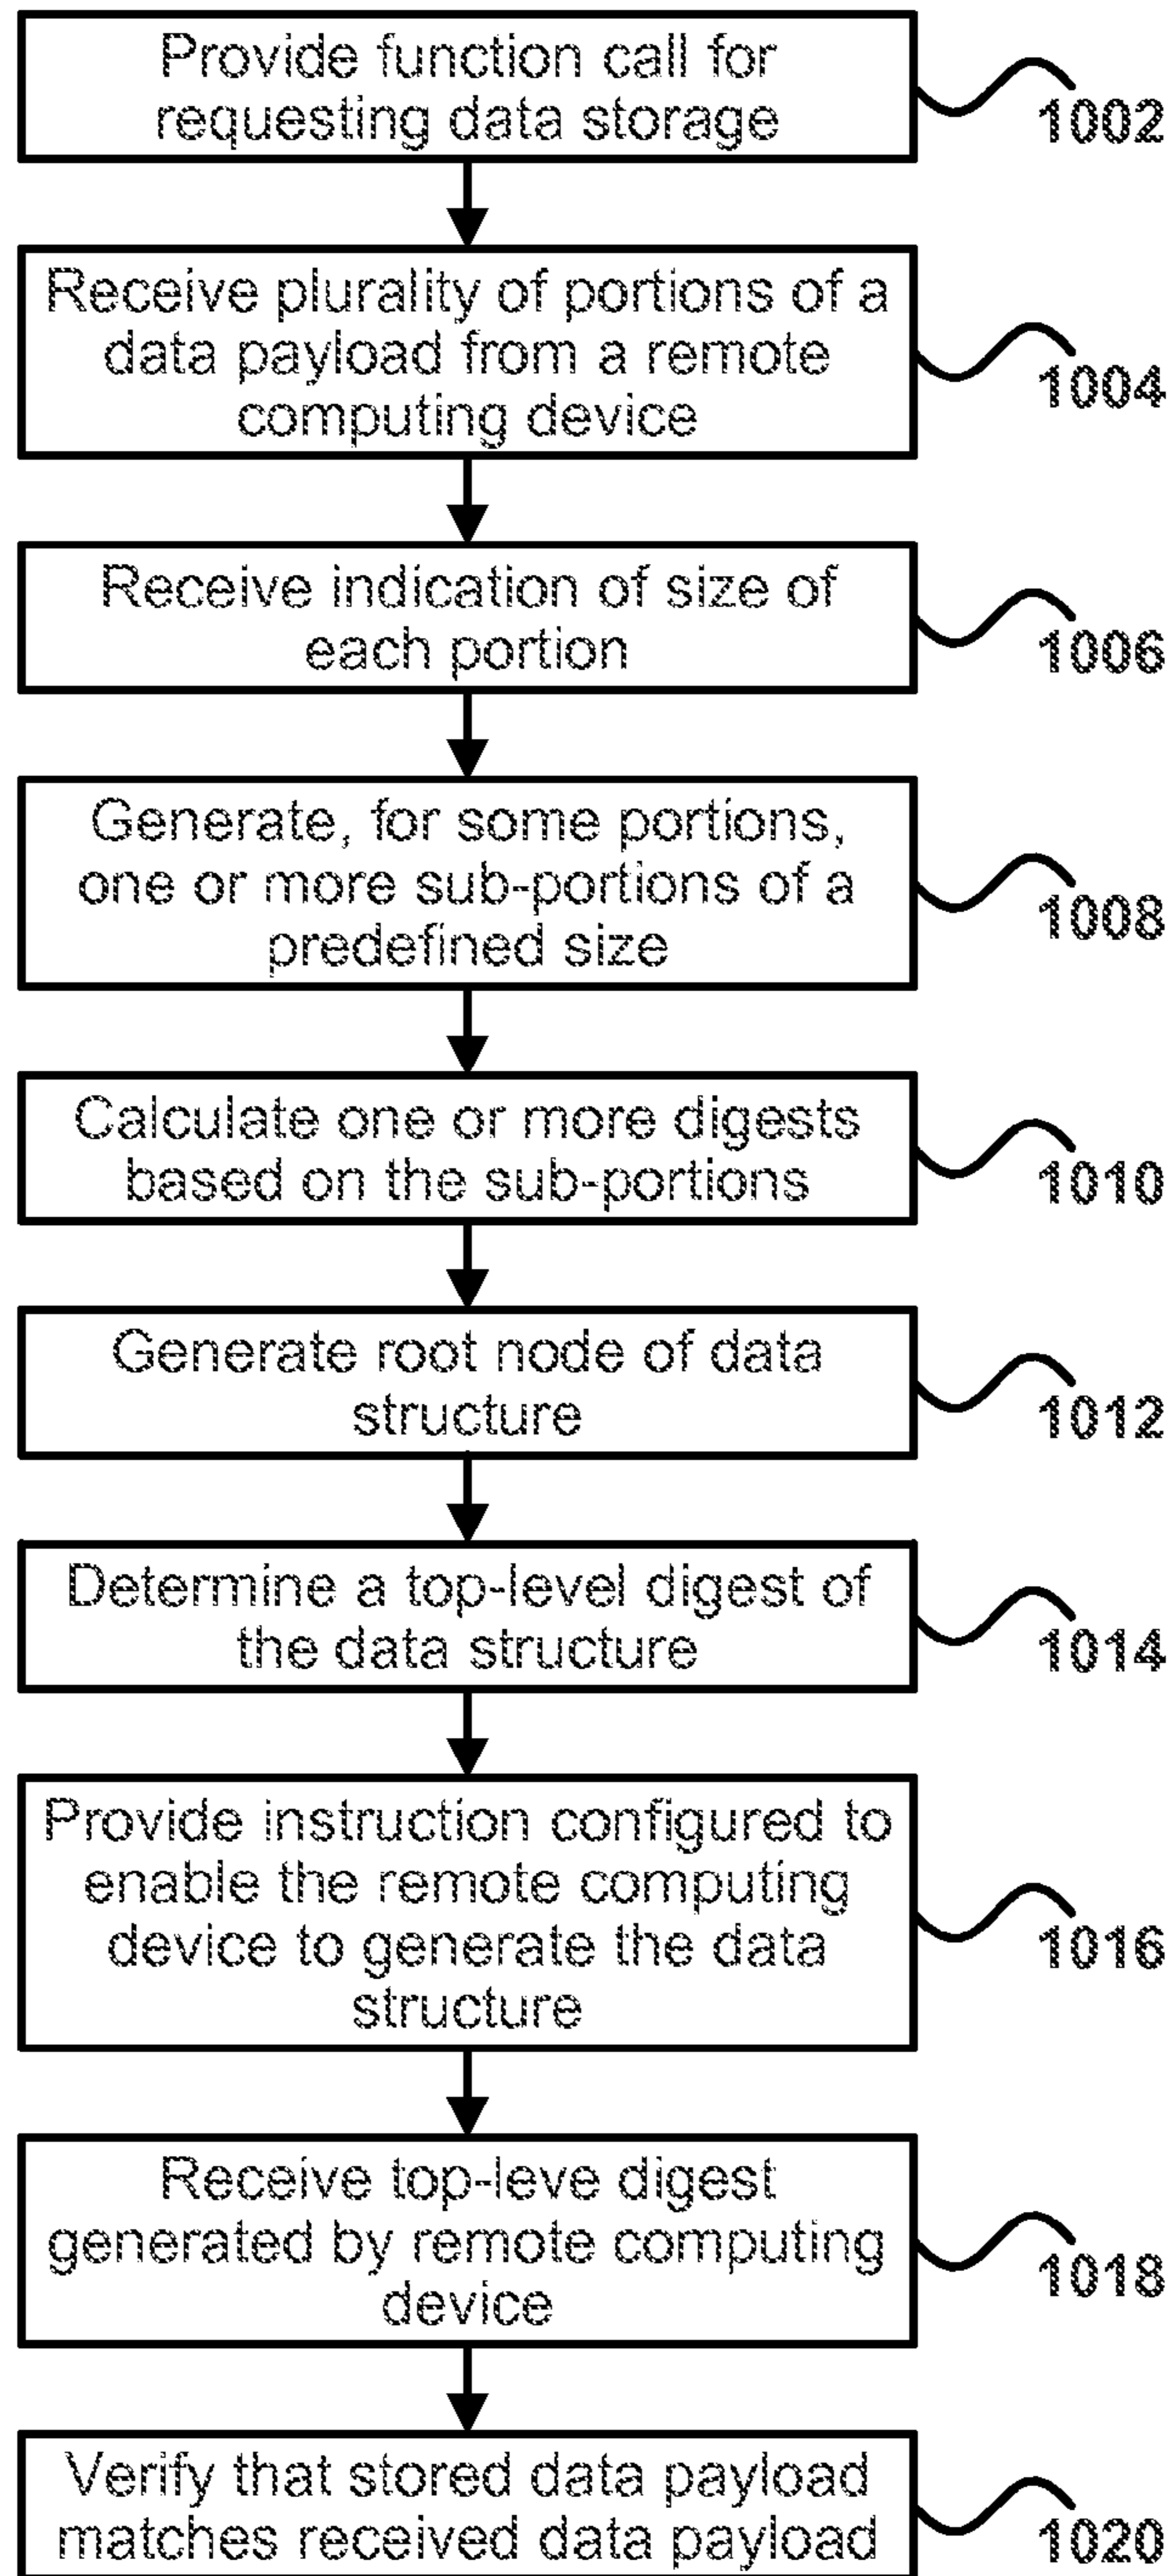 Provide function call for
requesting data storage
1002
Receive plurality of portions of a
data payload from a remote
computing device
1004
Receive indication of size of
each portion
1006
Generate, for some portions,
one or more sub-portions of a
predefined size
1008
Calculate one or more digests
based on the sub-portions
1010
Generate root node of data
structure
1012
Determine a top-level digest of
the data structure
1014
Provide instruction configured to
enable the remote computing
device to generate the data
structure
1016
Receive top-leve digest
generated by remote computing
device
1018
Verify that stored data payload
matches received data payload
1020